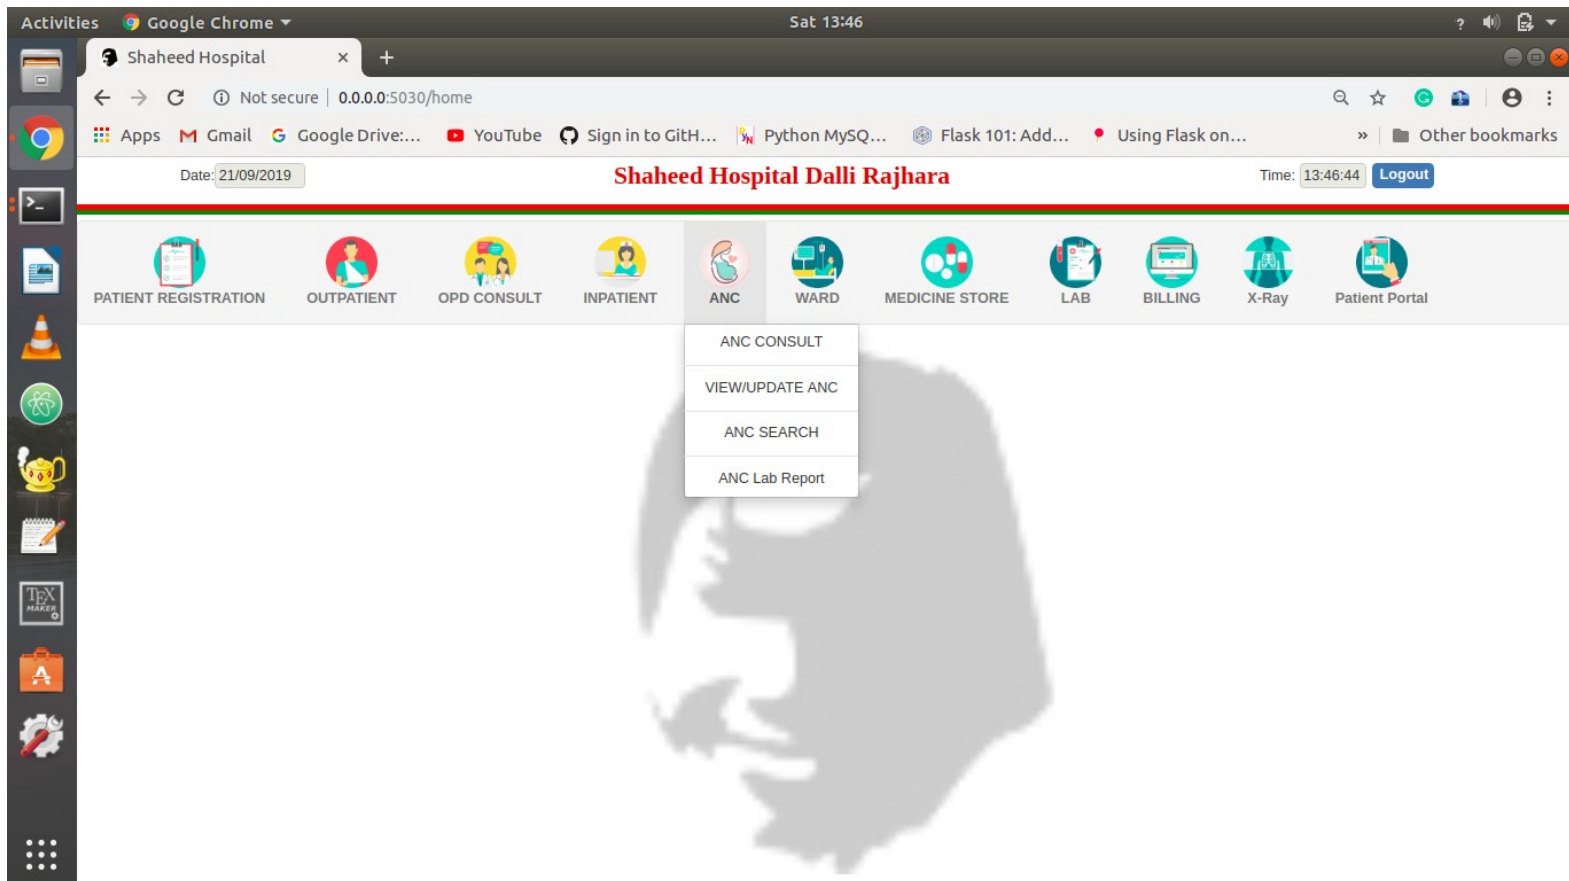 Activities Google Chrome Sat 13:46
Shaheed Hospital
Not secure 0.0.0.0:5030/home
Apps Gmail Google Drive:... YouTube Sign in to GitH... Python MySQ... Flask 101: Add... Using Flask on... » Other bookmarks
Date: 21/09/2019 Shaheed Hospital Dalli Rajhara Time: 13:46:44 Logout
PATIENT REGISTRATION OUTPATIENT OPD CONSULT INPATIENT ANC WARD MEDICINE STORE LAB BILLING X-Ray Patient Portal
ANC CONSULT
VIEW/UPDATE ANC
ANC SEARCH
ANC Lab Report
TEX
MAKER